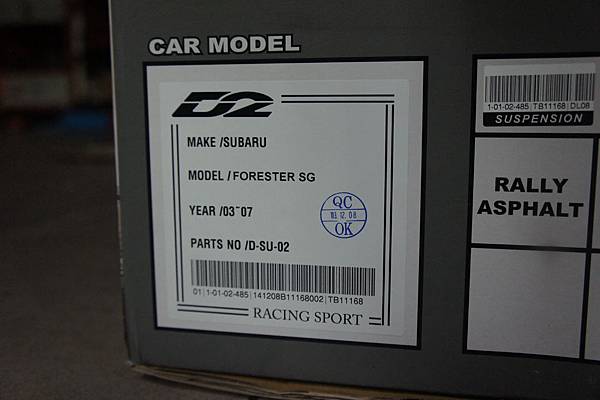 CAR MODEL
D2
MAKE /SUBARU
MODEL /FORESTER SG
YEAR /03~07
QC
OK
PARTS NO /D-SU-02
01 | 1-01-02-485 | 141208B11168002 | TB11168
RACING SPORT
1-01-02-485 | TB11168 | DL08
SUSPENSION
RALLY
ASPHALT